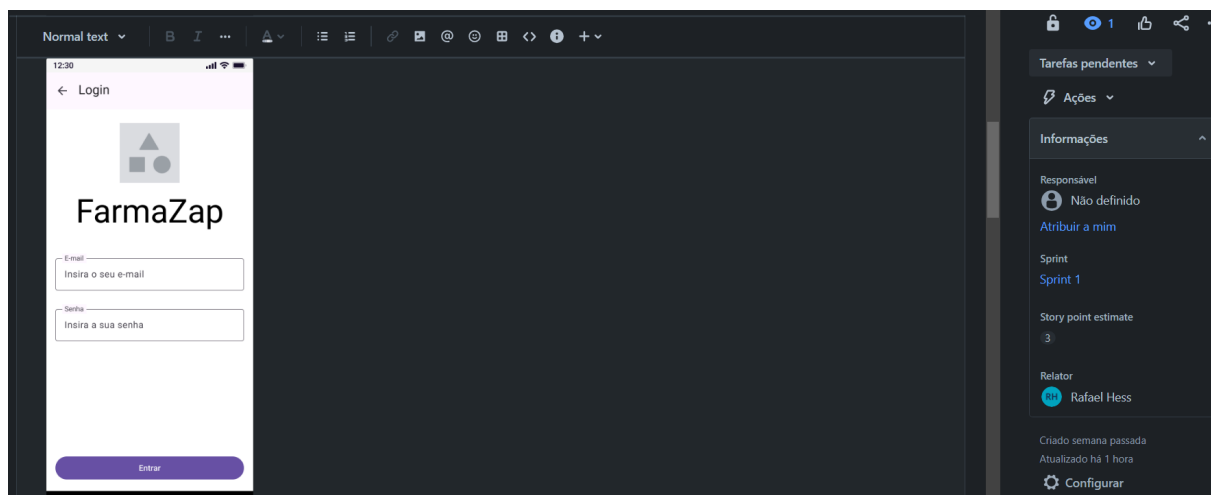 Normal text
B I ...
1
12:30
Login
FarmaZap
E-mail
Insira o seu e-mail
Senha
Insira a sua senha
Entrar
Tarefas pendentes
Ações
Informações
Responsável
Não definido
Atribuir a mim
Sprint
Sprint 1
Story point estimate
3
Relator
RH Rafael Hess
Criado semana passada
Atualizado há 1 hora
Configurar